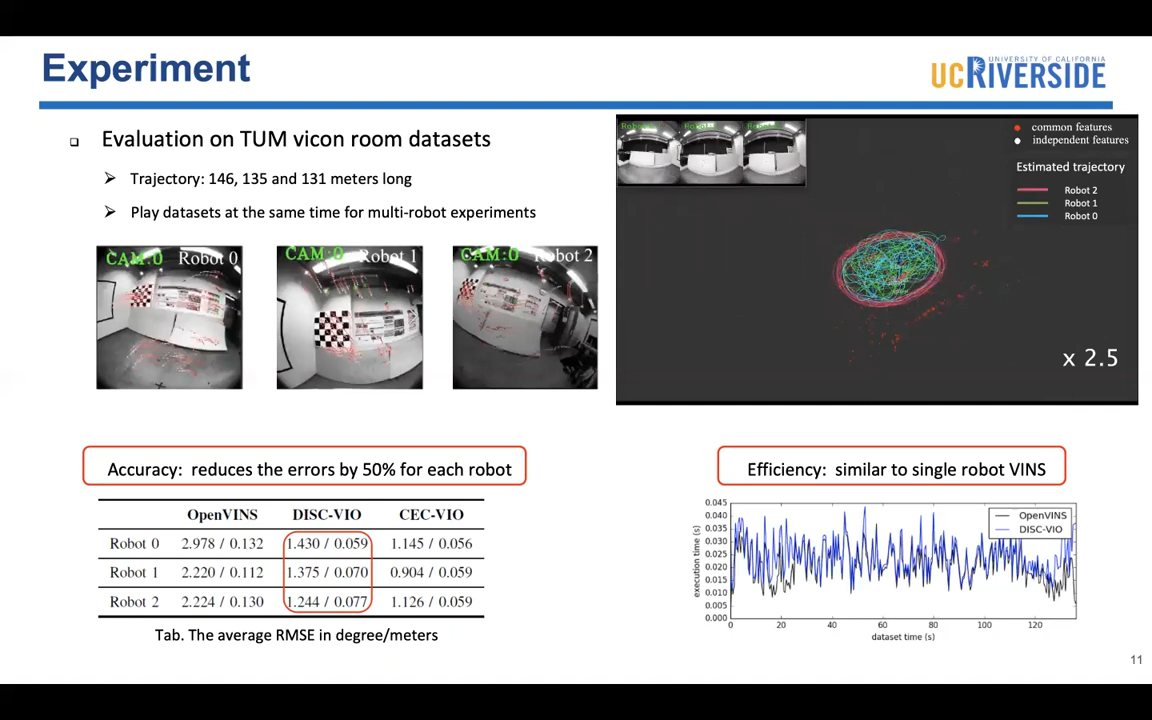 Experiment
UNIVERSITY OF CALIFORNIA
UCRIVERSIDE
Evaluation on TUM vicon room datasets
Trajectory: 146, 135 and 131 meters long
Play datasets at the same time for multi-robot experiments
CAM:0 Robot 0
CAM:0 Robot 1
CAM:0 Robot 2
common features
independent features
Estimated trajectory
Robot 2
Robot 1
Robot 0
x 2.5
Accuracy: reduces the errors by 50% for each robot
OpenVINS DISC-VIO CEC-VIO
Robot 0 2.978 / 0.132 1.430 / 0.059 1.145 / 0.056
Robot 1 2.220 / 0.112 1.375 / 0.070 0.904 / 0.059
Robot 2 2.224 / 0.130 1.244 / 0.077 1.126 / 0.059
Tab. The average RMSE in degree/meters
Efficiency: similar to single robot VINS
OpenVINS
DISC-VIO
execution time (s)
0.045
0.040
0.035
0.030
0.025
0.020
0.015
0.010
0.005
0.000
0 20 40 60 80 100 120
dataset time (s)
11